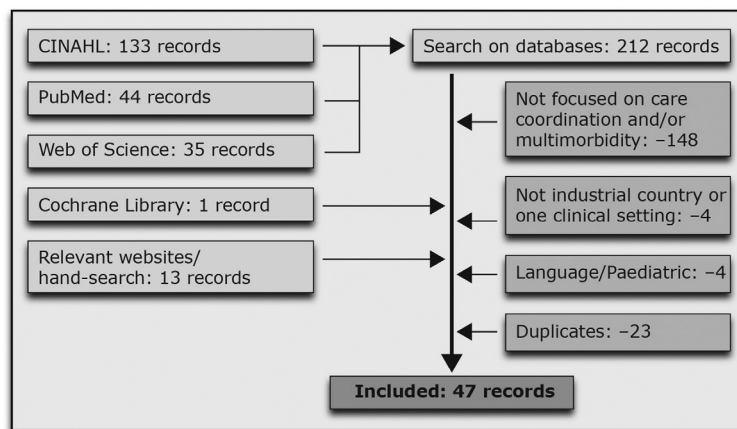 CINAHL: 133 records
PubMed: 44 records
Web of Science: 35 records
Cochrane Library: 1 record
Relevant websites/
hand-search: 13 records
Search on databases: 212 records
Not focused on care
coordination and/or
multimorbidity: –148
Not industrial country or
one clinical setting: –4
Language/Paediatric: –4
Duplicates: –23
Included: 47 records